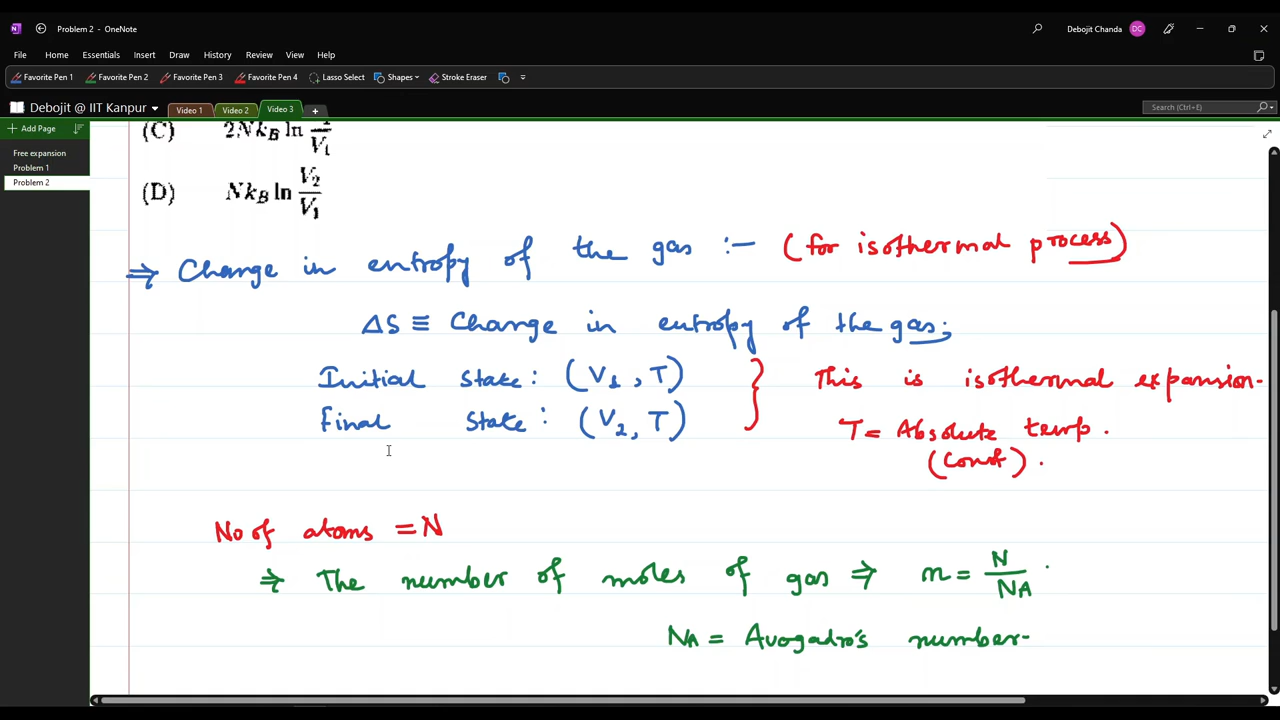 Problem 2 - OneNote
Debojit Chanda DC
File Home Essentials Insert Draw History Review View Help
Favorite Pen 1 Favorite Pen 2 Favorite Pen 3 Favorite Pen 4 Lasso Select Shapes Stroke Eraser
Debojit @ IIT Kanpur Video 1 Video 2 Video 3 + Search (Ctrl+E)
Add Page
Free expansion
Problem 1
Problem 2
(C) 2Nk_B ln /V₁
(D) Nk_B ln V₂/V₁
⇒ Change in entropy of the gas :- (for isothermal process)
ΔS ≡ Change in entropy of the gas;
Initial State: (V₁, T)
Final State: (V₂, T)
} This is isothermal expansion.
T = Absolute temp.
(Const).
No of atoms = N
⇒ The number of moles of gas ⇒ n = N/NA.
NA = Avogadro's number.